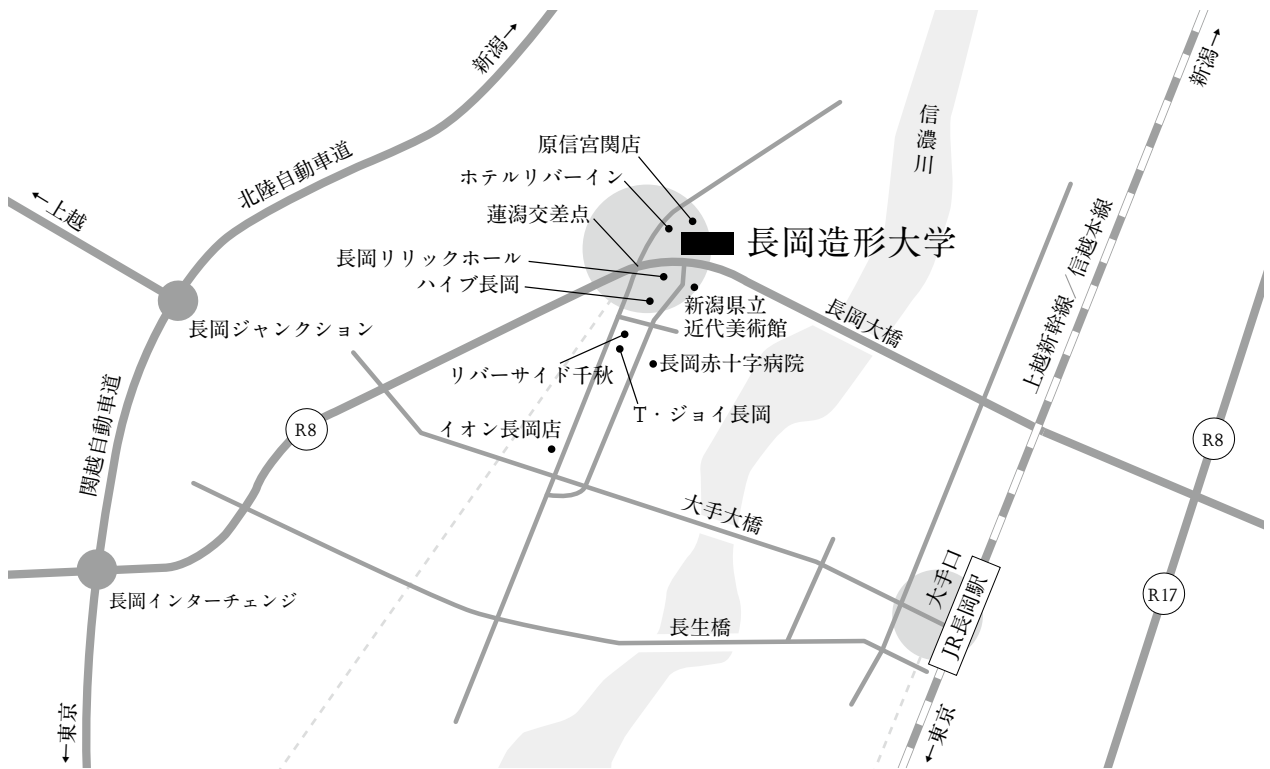 新潟→
新潟→
信濃川
原信宮関店
北陸自動車道
ホテルリバーイン
←上越
蓮潟交差点
長岡造形大学
長岡リリックホール
ハイブ長岡
上越新幹線／信越本線
新潟県立
近代美術館
長岡大橋
長岡ジャンクション
リバーサイド千秋
長岡赤十字病院
T・ジョイ長岡
関越自動車道
R8
イオン長岡店
R8
大手大橋
大手口
長岡インターチェンジ
R17
JR長岡駅
長生橋
←東京
←東京